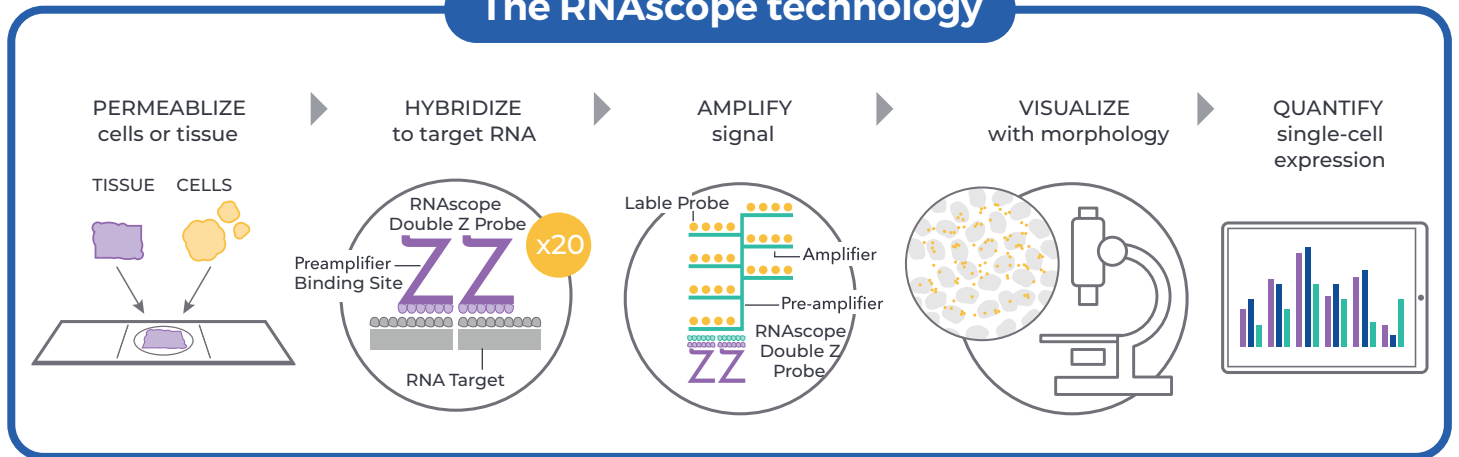 The RNAscope technology
PERMEABLIZE
cells or tissue
HYBRIDIZE
to target RNA
AMPLIFY
signal
VISUALIZE
with morphology
QUANTIFY
single-cell
expression
TISSUE
CELLS
RNAscope
Double Z Probe
x20
Preamplifier
Binding Site
RNA Target
Lable Probe
Amplifier
Pre-amplifier
RNAscope
Double Z
Probe